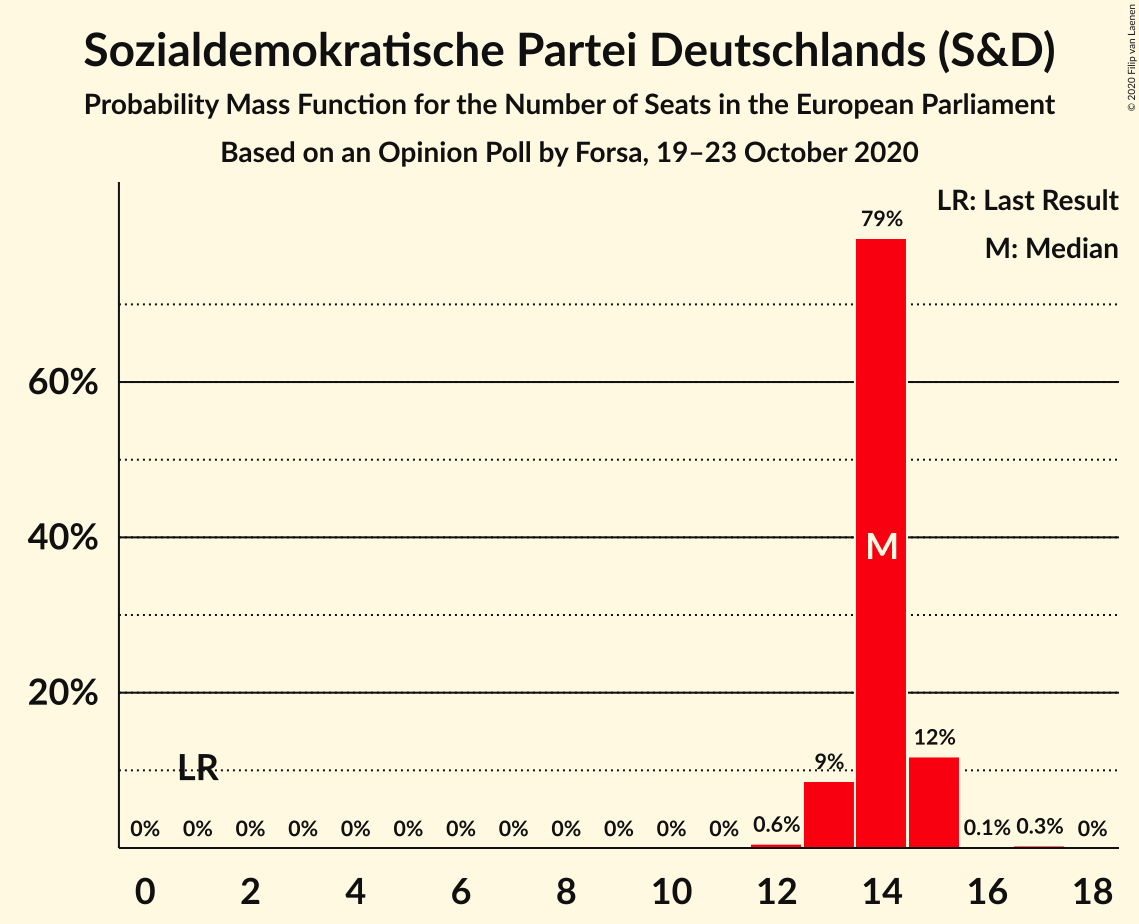 Sozialdemokratische Partei Deutschlands (S&D)
Probability Mass Function for the Number of Seats in the European Parliament
Based on an Opinion Poll by Forsa, 19–23 October 2020
© 2020 Filip van Laenen
LR: Last Result
M: Median
79%
60%
40%
M
20%
12%
LR
9%
0% 0% 0% 0% 0% 0% 0% 0% 0% 0% 0% 0% 0.6% 0.1% 0.3% 0%
0 2 4 6 8 10 12 14 16 18